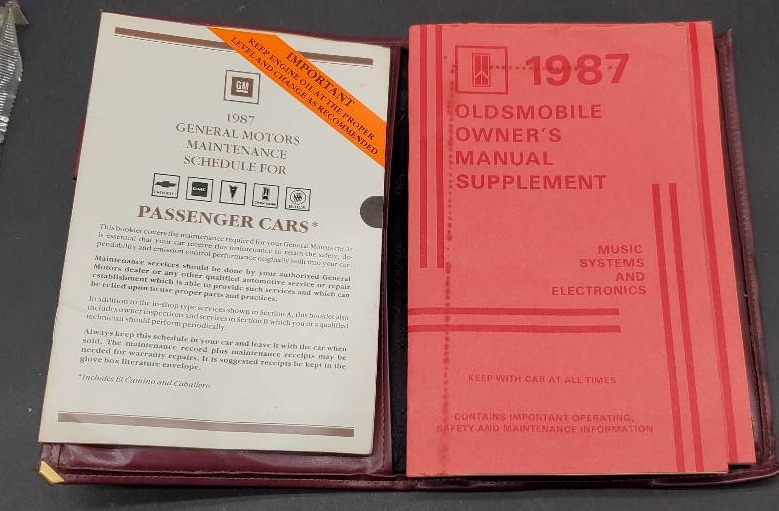 IMPORTANT
KEEP ENGINE OIL AT THE PROPER
LEVEL AND CHANGE AS RECOMMENDED
GM
1987
GENERAL MOTORS
MAINTENANCE
SCHEDULE FOR
PASSENGER CARS*
This booklet covers the maintenance required for your General Motors car. It
is essential that your car receive this maintenance to retain the safety, de-
pendability and emission control performance originally built into your car.
Maintenance services should be done by your authorized General
Motors dealer or any other qualified automotive service or repair
establishment which is able to provide such services and which can
be relied upon to use proper parts and practices.
In addition to the in-shop type services shown in Section A, this booklet also
includes owner inspections and services in Section B which you or a qualified
technician should perform periodically.
Always keep this schedule in your car and leave it with the car when
sold. The maintenance record plus maintenance receipts may be
needed for warranty repairs. It is suggested receipts be kept in the
glove box literature envelope.
*Includes El Camino and Caballero
1987
OLDSMOBILE
OWNER'S
MANUAL
SUPPLEMENT
MUSIC
SYSTEMS
AND
ELECTRONICS
KEEP WITH CAR AT ALL TIMES
CONTAINS IMPORTANT OPERATING,
SAFETY AND MAINTENANCE INFORMATION